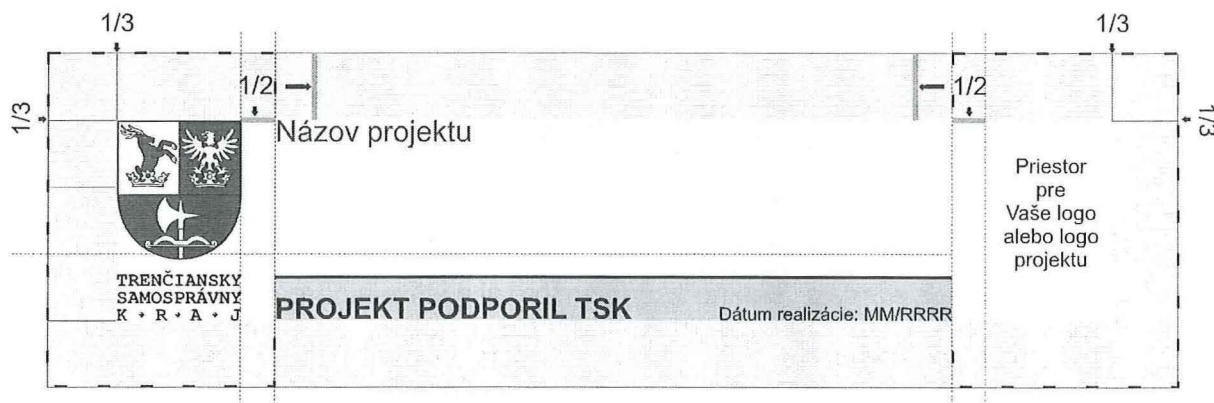 1/3
1/3
1/2
1/2
1/3
1/3
Názov projektu
Priestor
pre
Vaše logo
alebo logo
projektu
TRENČIANSKY
SAMOSPRÁVNY
K·R·A·J
PROJEKT PODPORIL TSK
Dátum realizácie: MM/RRRR